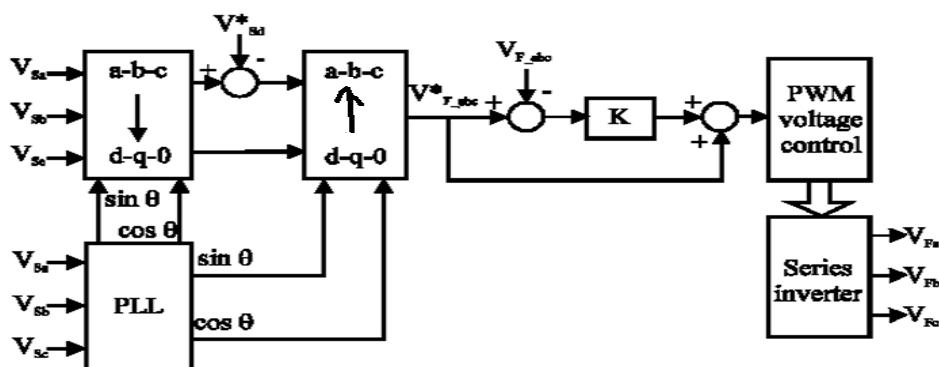 V*Sd
VSa
VSb
VSc
a-b-c
d-q-0
+
-
a-b-c
d-q-0
V*F_abc
VF_abc
+
-
K
+
+
PWM
voltage
control
sin θ
cos θ
VSa
VSb
VSc
PLL
sin θ
cos θ
Series
inverter
VFa
VFb
VFc